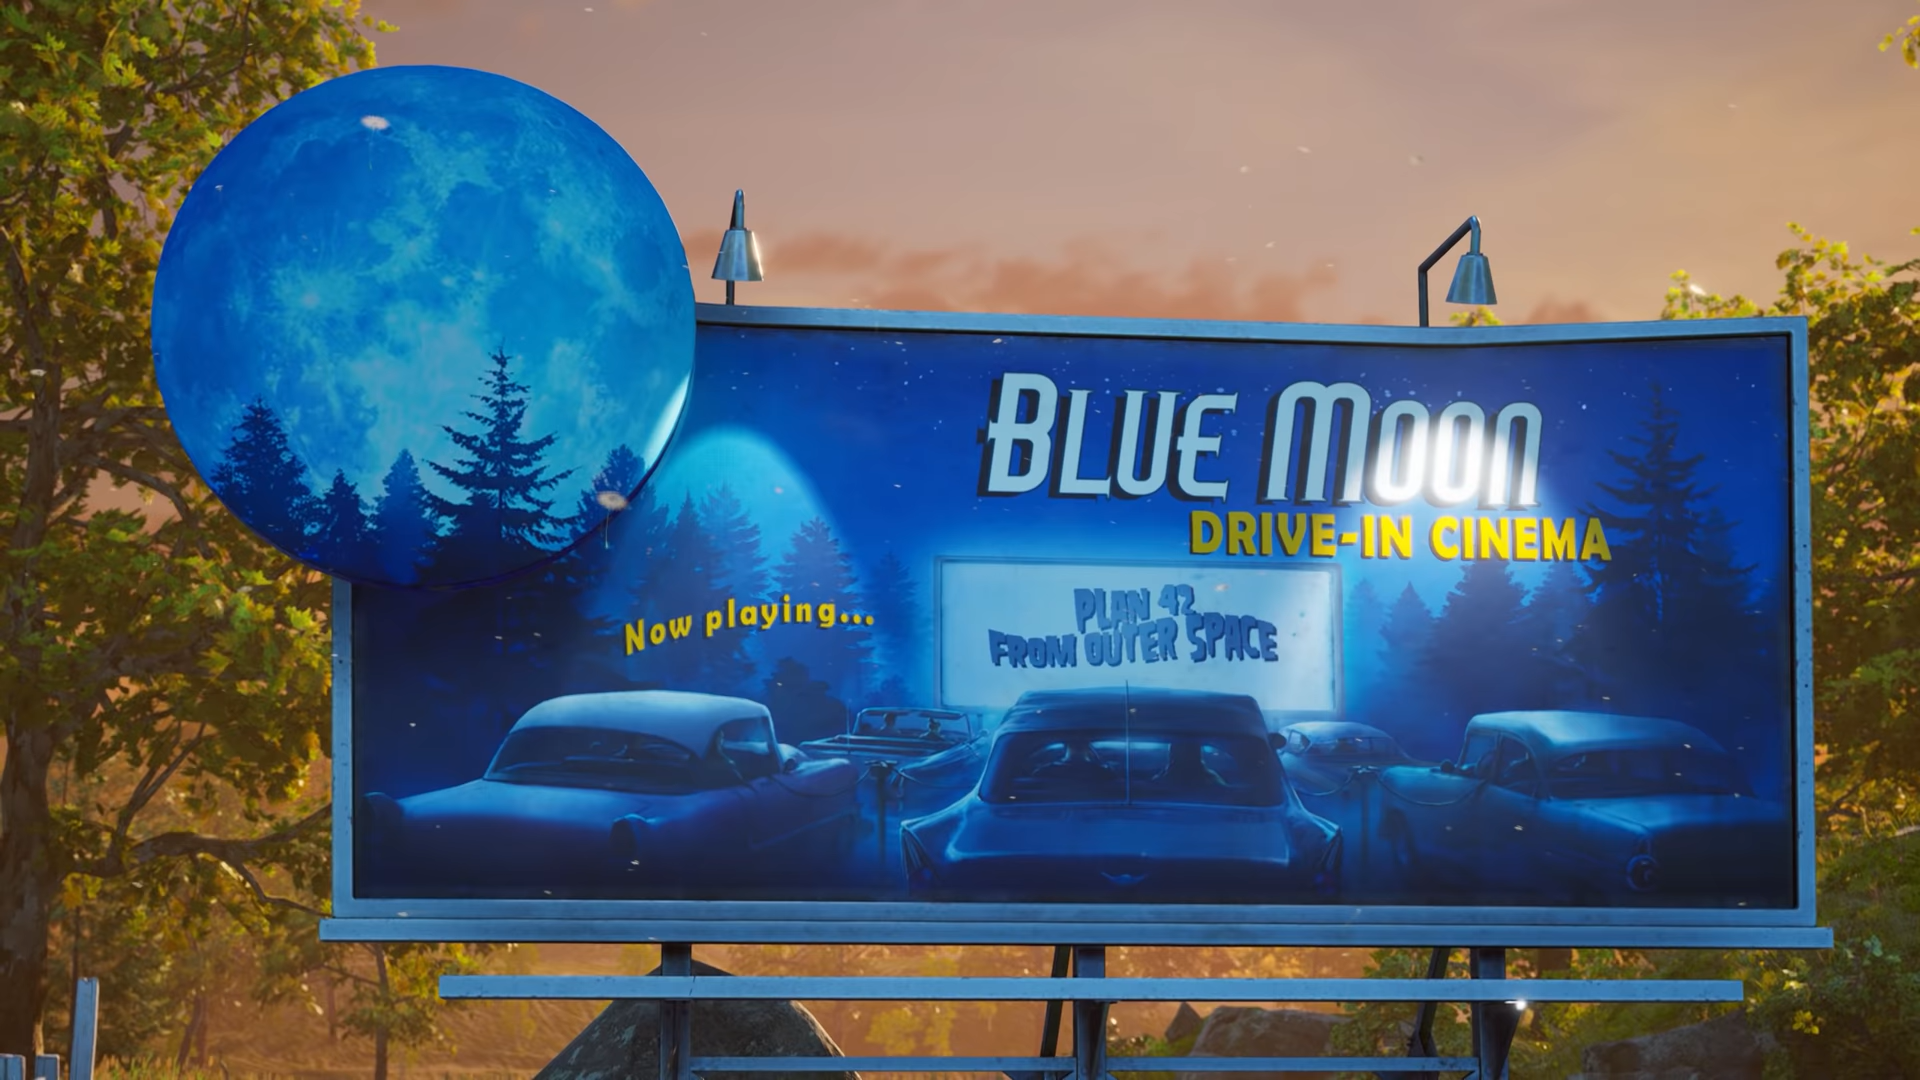 BLUE MOON
DRIVE-IN CINEMA
Now playing...
PLAN 42
FROM OUTER SPACE